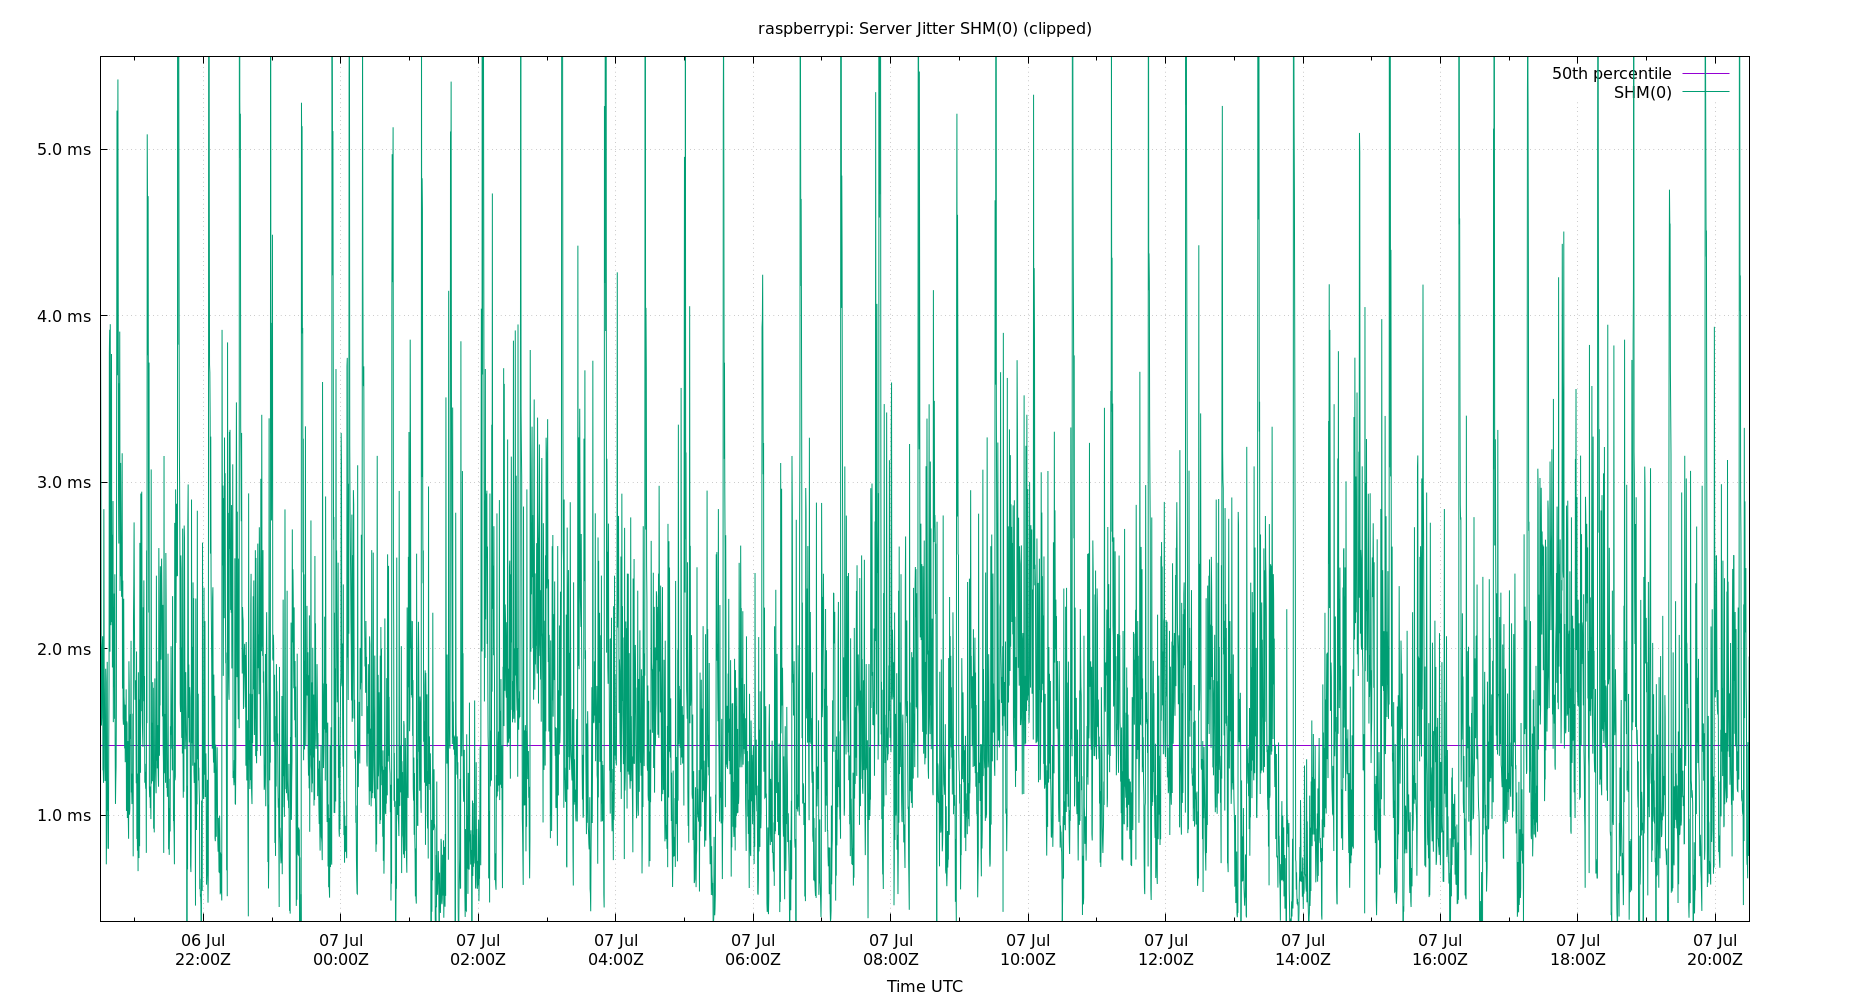 raspberrypi: Server Jitter SHM(0) (clipped)
50th percentile
SHM(0)
5.0 ms
4.0 ms
3.0 ms
2.0 ms
1.0 ms
06 Jul 07 Jul 07 Jul 07 Jul 07 Jul 07 Jul 07 Jul 07 Jul 07 Jul 07 Jul 07 Jul 07 Jul
22:00Z 00:00Z 02:00Z 04:00Z 06:00Z 08:00Z 10:00Z 12:00Z 14:00Z 16:00Z 18:00Z 20:00Z
Time UTC